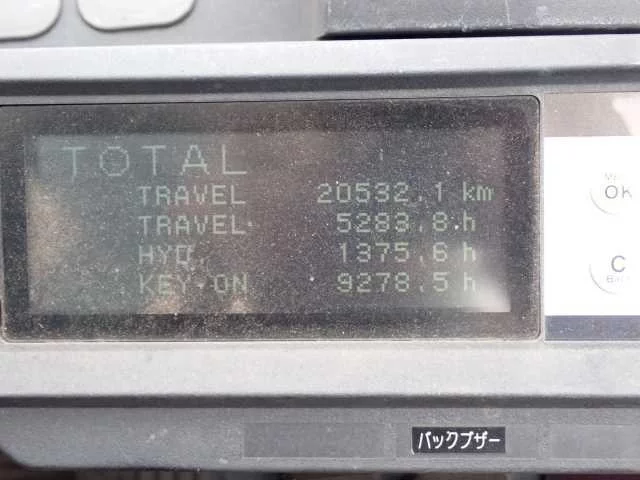 TOTAL
TRAVEL 20532.1 km
TRAVEL 5283.8 h
HYD. 1375.6 h
KEY-ON 9278.5 h
OK
C
バックブザー